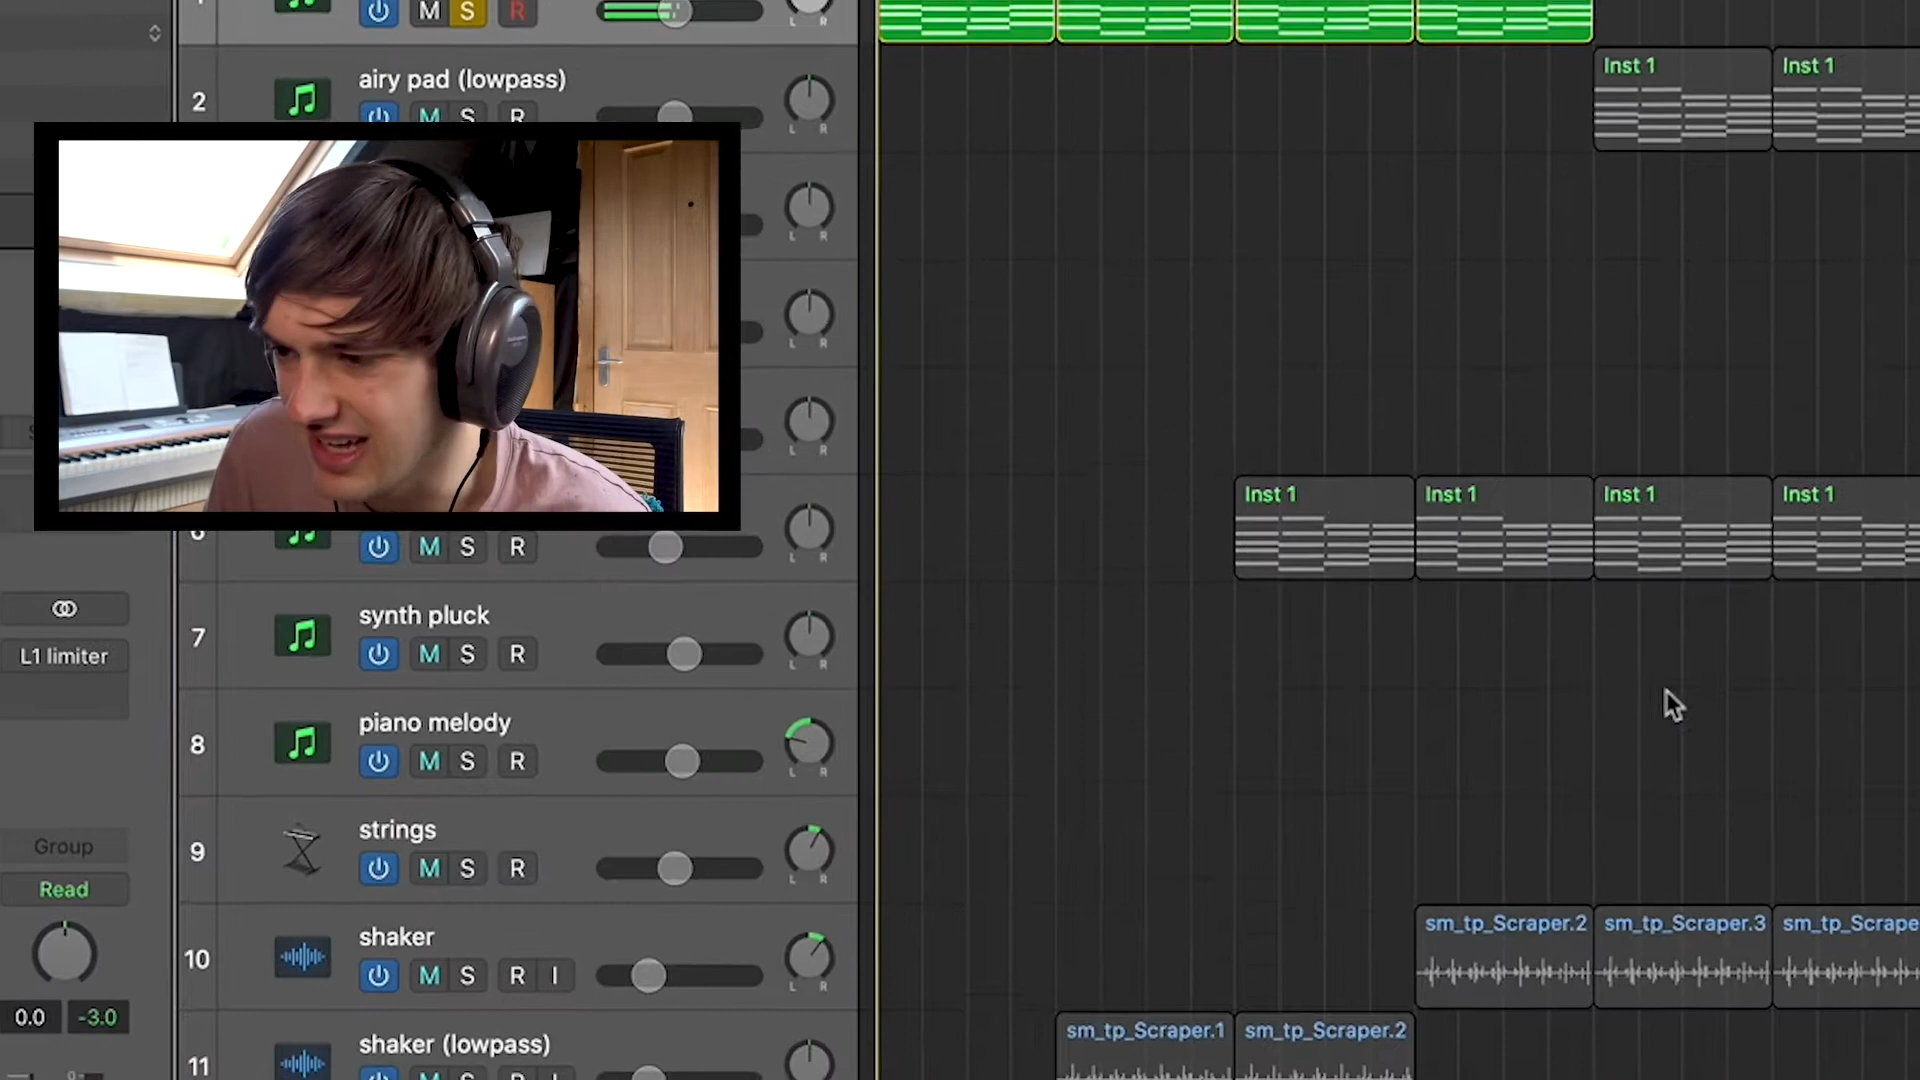 M S R
L R
2 airy pad (lowpass)
M S R
L R
Inst 1 Inst 1
L R
L R
L R
Inst 1 Inst 1 Inst 1 Inst 1
M S R
L R
L1 limiter
7 synth pluck
M S R
L R
8 piano melody
M S R
L R
Group
Read
9 strings
M S R
L R
sm_tp_Scraper.2 sm_tp_Scraper.3 sm_tp_Scrape
10 shaker
M S R I
L R
0.0 -3.0
sm_tp_Scraper.1 sm_tp_Scraper.2
11 shaker (lowpass)
M S R I